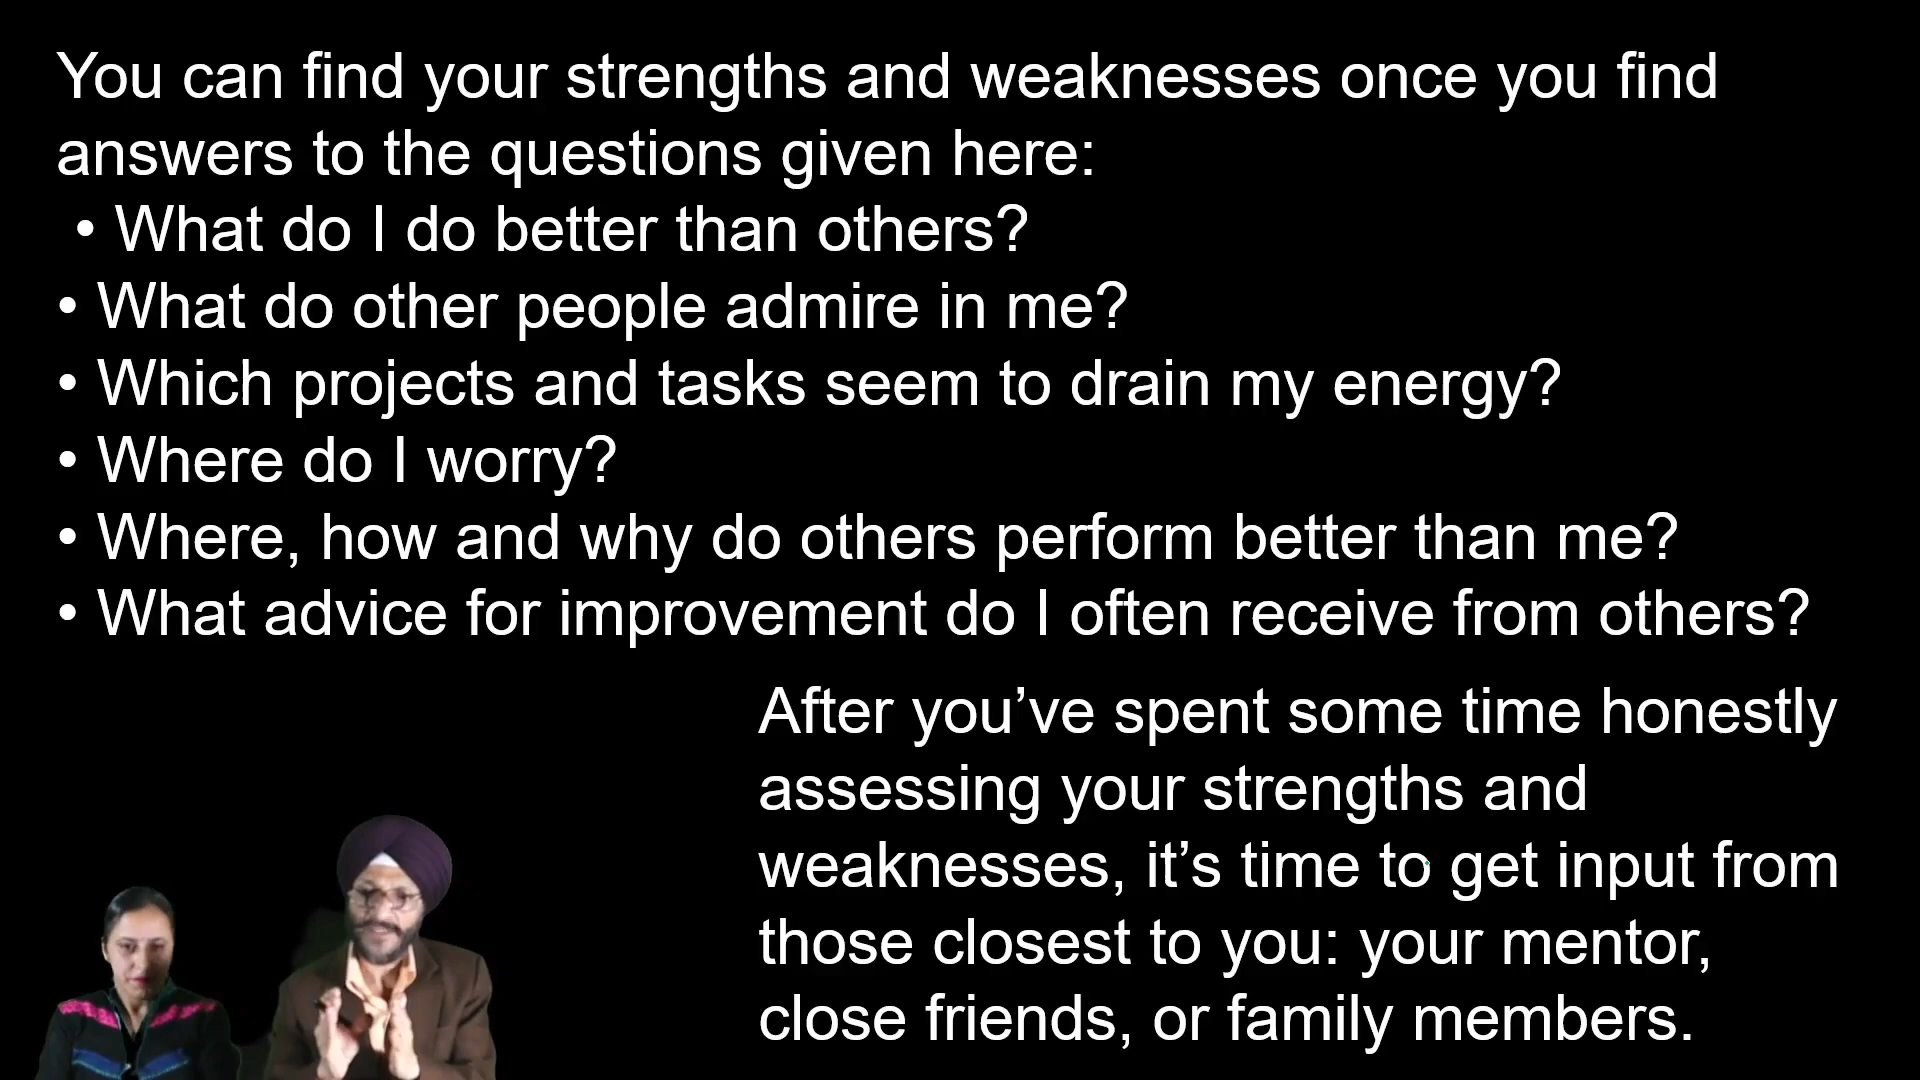 You can find your strengths and weaknesses once you find
answers to the questions given here:
• What do I do better than others?
• What do other people admire in me?
• Which projects and tasks seem to drain my energy?
• Where do I worry?
• Where, how and why do others perform better than me?
• What advice for improvement do I often receive from others?
After you’ve spent some time honestly
assessing your strengths and
weaknesses, it’s time to get input from
those closest to you: your mentor,
close friends, or family members.